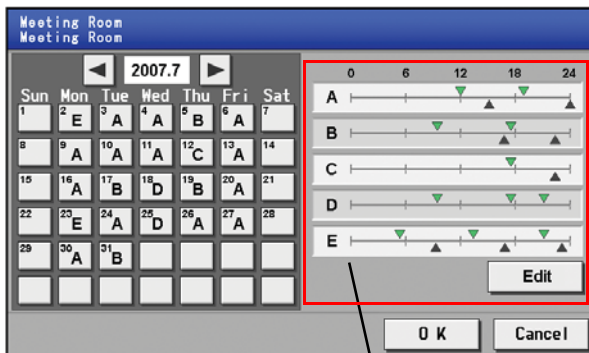 Meeting Room
Meeting Room
2007.7
Sun Mon Tue Wed Thu Fri Sat
1 2 E 3 A 4 A 5 B 6 A 7
8 9 A 10 A 11 A 12 C 13 A 14
15 16 A 17 B 18 D 19 B 20 A 21
22 23 E 24 A 25 D 26 A 27 A 28
29 30 A 31 B
0 6 12 18 24
A
B
C
D
E
Edit
OK Cancel